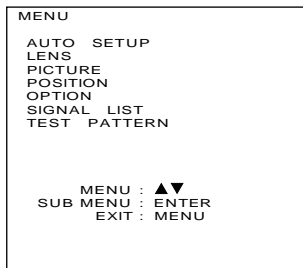 MENU
AUTO SETUP
LENS
PICTURE
POSITION
OPTION
SIGNAL LIST
TEST PATTERN
MENU : ▲▼
SUB MENU : ENTER
EXIT : MENU